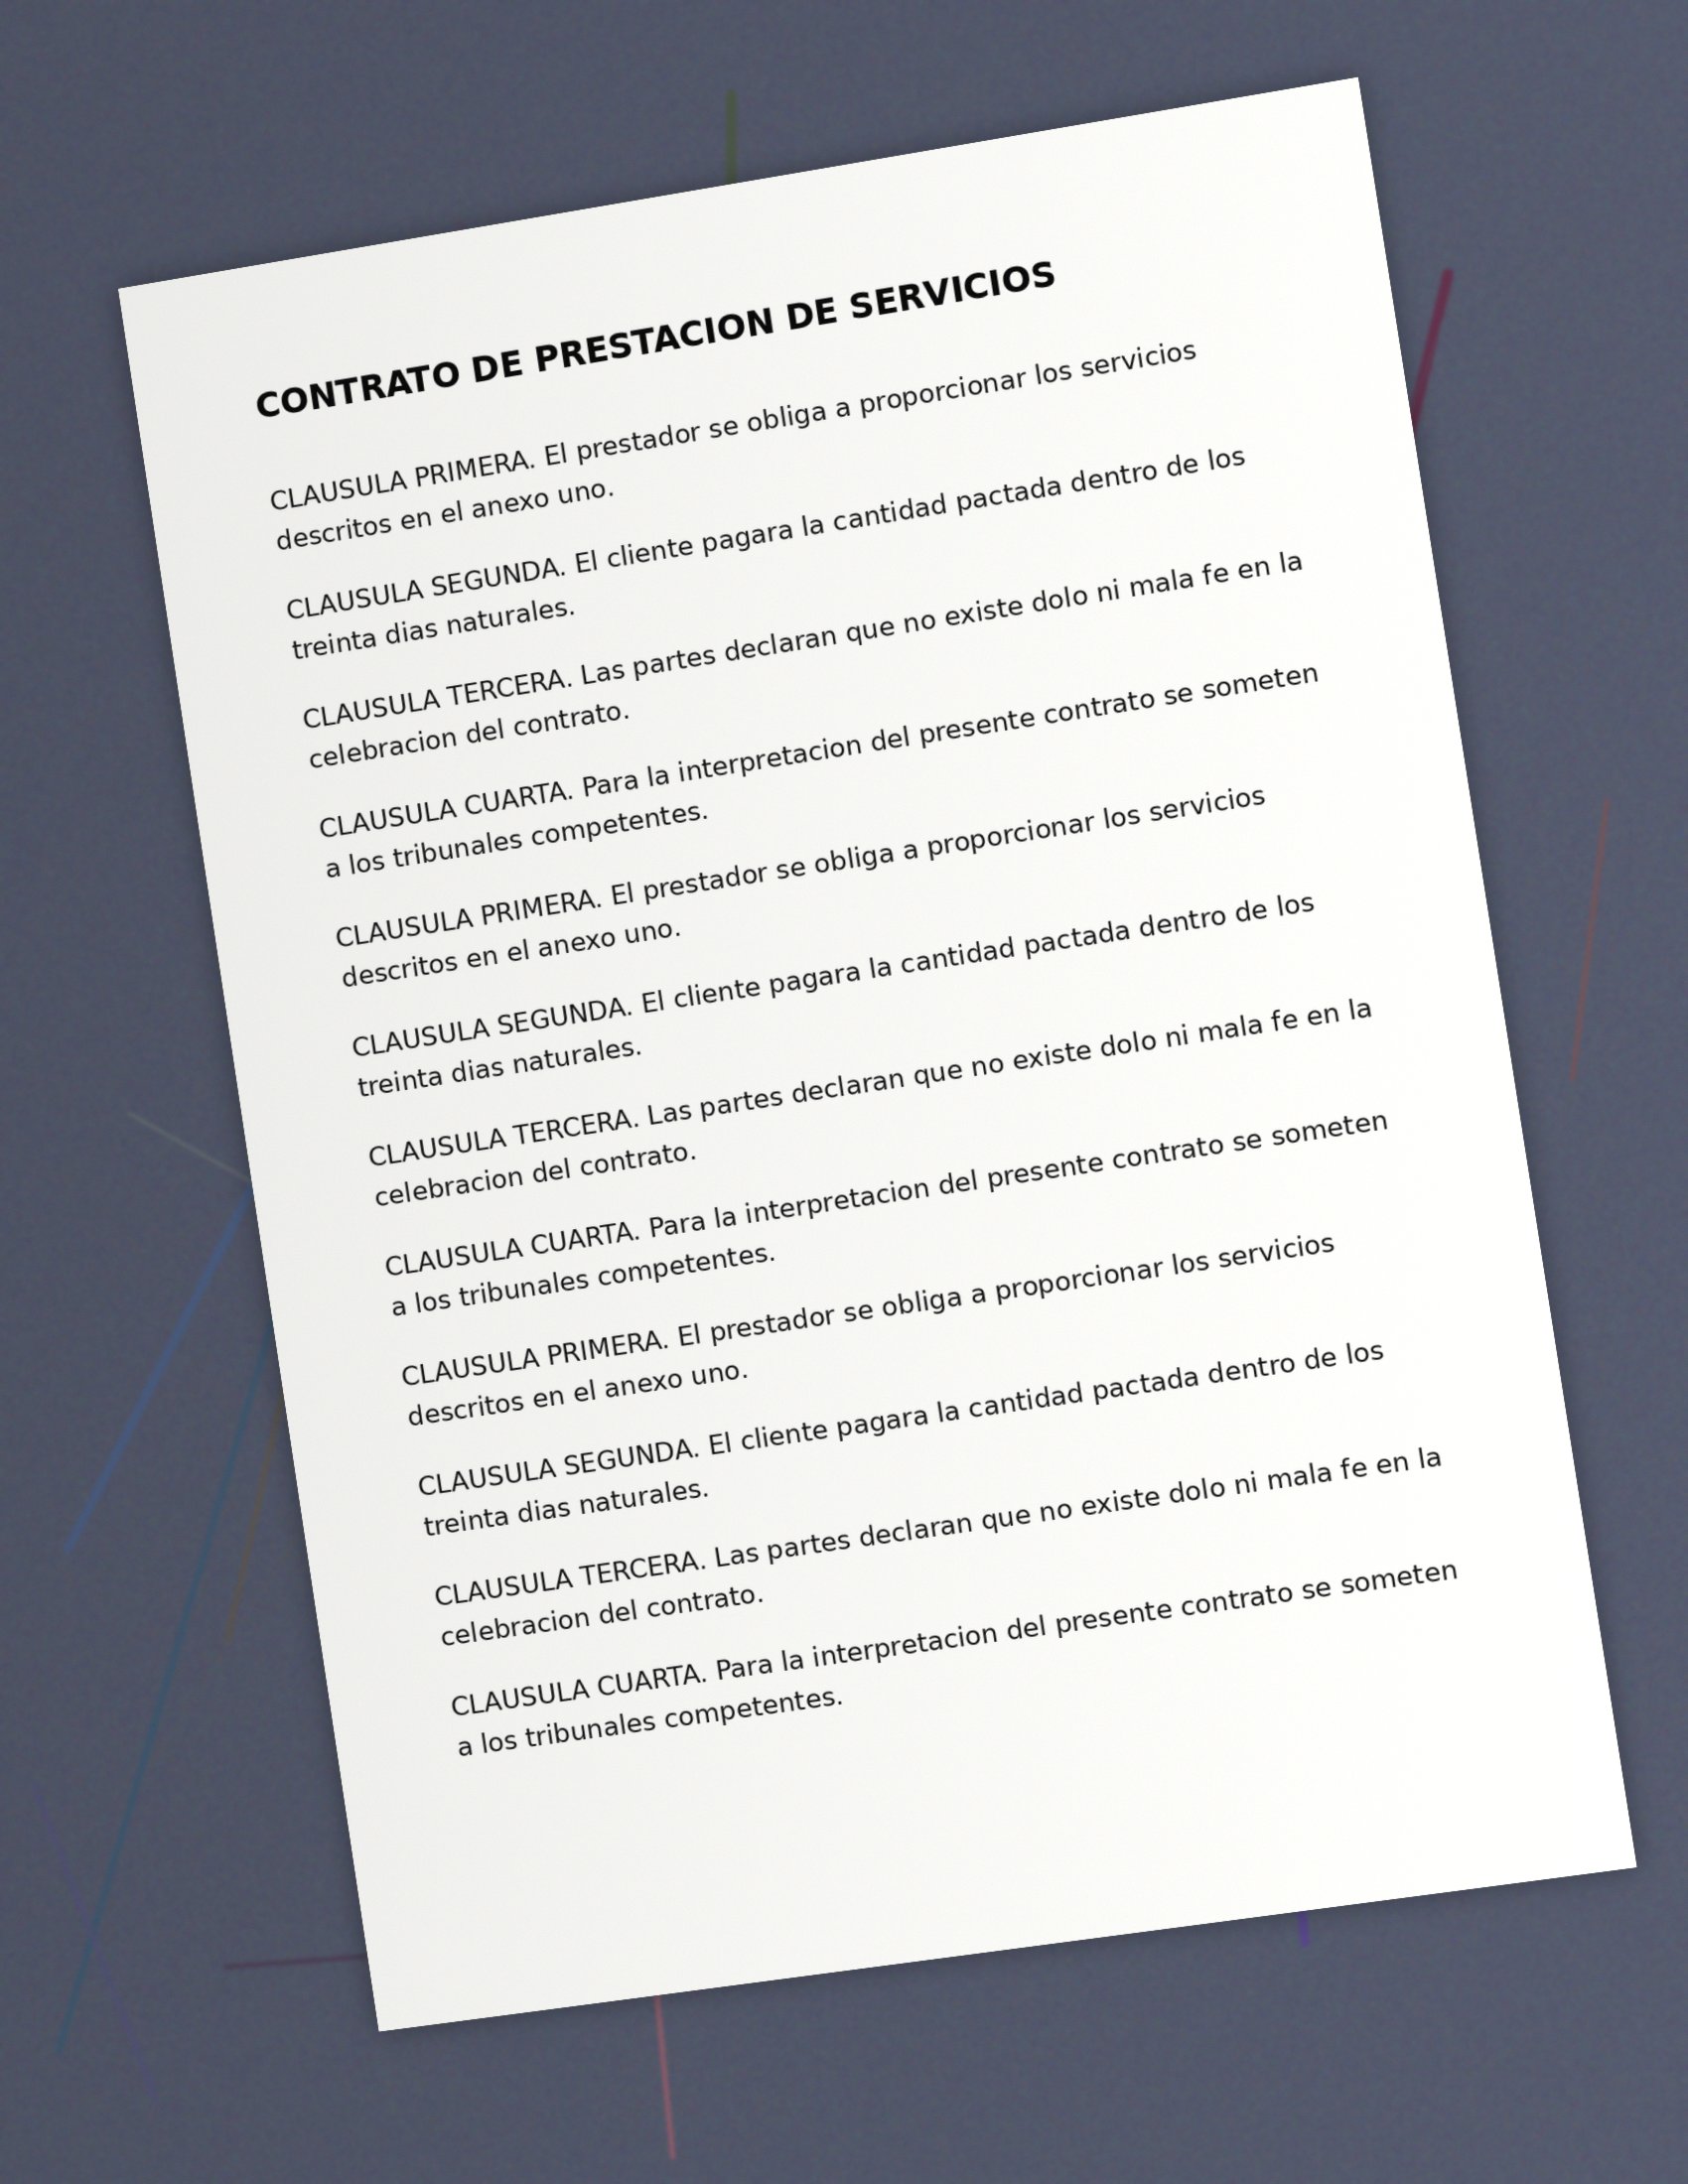 CONTRATO DE PRESTACION DE SERVICIOS
CLAUSULA PRIMERA. El prestador se obliga a proporcionar los servicios
descritos en el anexo uno.
CLAUSULA SEGUNDA. El cliente pagara la cantidad pactada dentro de los
treinta dias naturales.
CLAUSULA TERCERA. Las partes declaran que no existe dolo ni mala fe en la
celebracion del contrato.
CLAUSULA CUARTA. Para la interpretacion del presente contrato se someten
a los tribunales competentes.
CLAUSULA PRIMERA. El prestador se obliga a proporcionar los servicios
descritos en el anexo uno.
CLAUSULA SEGUNDA. El cliente pagara la cantidad pactada dentro de los
treinta dias naturales.
CLAUSULA TERCERA. Las partes declaran que no existe dolo ni mala fe en la
celebracion del contrato.
CLAUSULA CUARTA. Para la interpretacion del presente contrato se someten
a los tribunales competentes.
CLAUSULA PRIMERA. El prestador se obliga a proporcionar los servicios
descritos en el anexo uno.
CLAUSULA SEGUNDA. El cliente pagara la cantidad pactada dentro de los
treinta dias naturales.
CLAUSULA TERCERA. Las partes declaran que no existe dolo ni mala fe en la
celebracion del contrato.
CLAUSULA CUARTA. Para la interpretacion del presente contrato se someten
a los tribunales competentes.